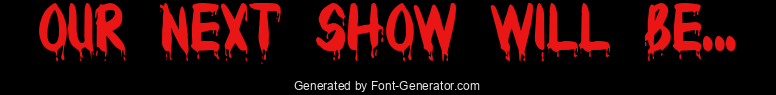 OUR NEXT SHOW WILL BE...
Generated by Font-Generator.com